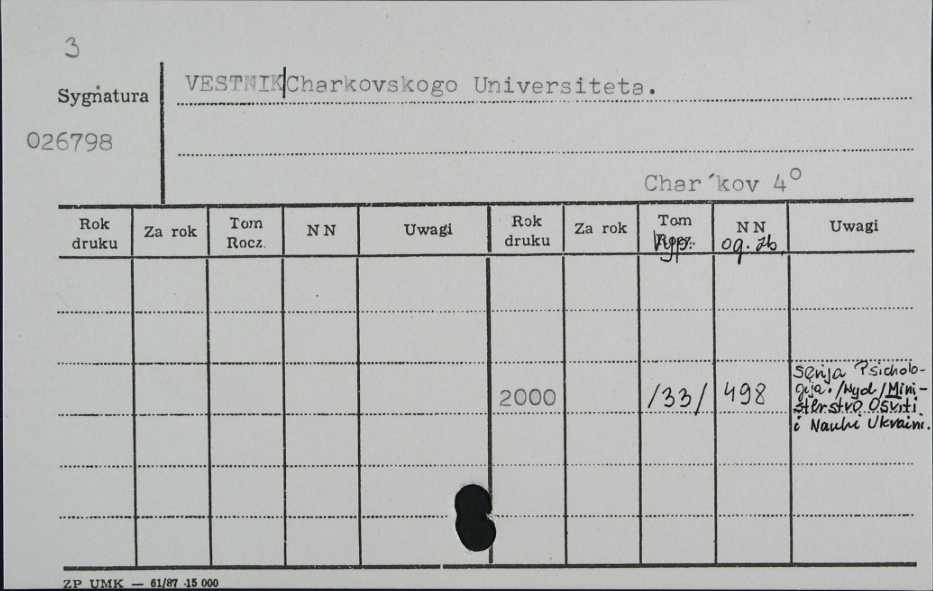 3
Sygnatura
VESTNIK Charkovskogo Universiteta.
026798
Char´kov 4°
Rok druku Za rok Tom Rocz. NN Uwagi Rok druku Za rok Tom NN Uwagi
og. zb.
2000 /33/ 498 Serija Psicholo-
gija. /Wyd/ Mini-
sterstvo Osviti
i Nauki Ukraini.
ZP UMK — 61/87 ·15 000